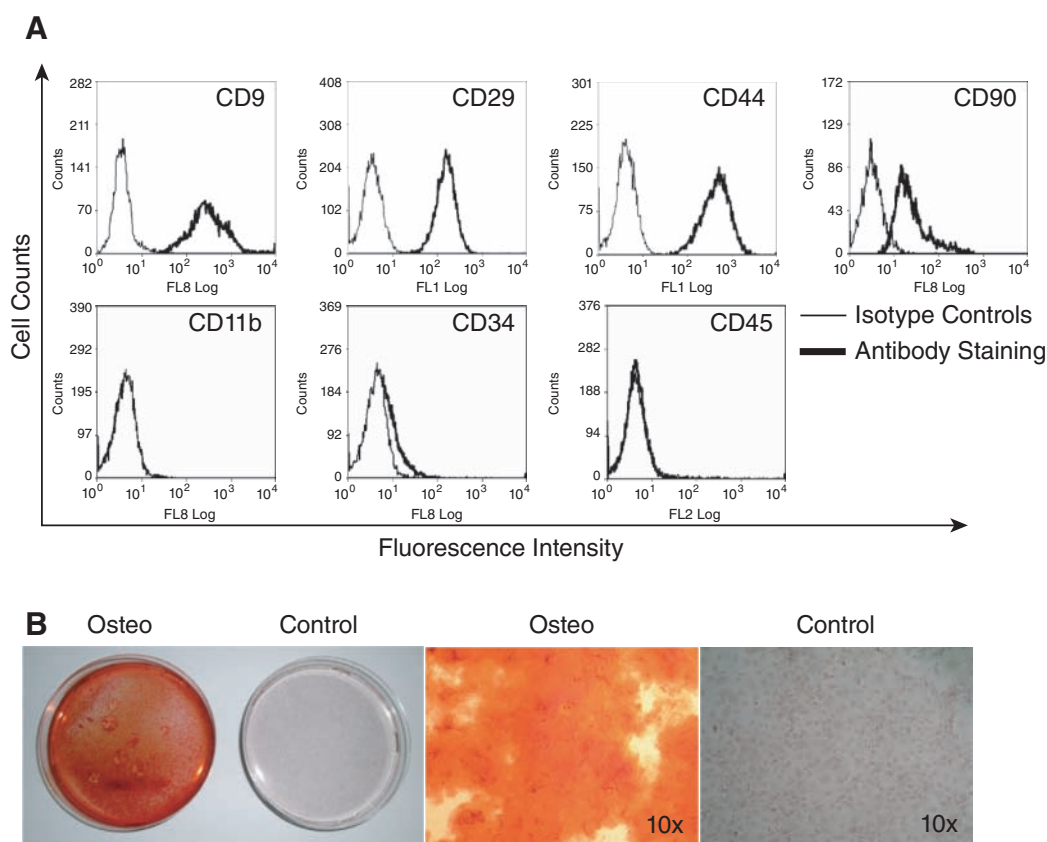 A
Cell Counts
CD9
Counts
282
211
141
70
0
10^0 10^1 10^2 10^3 10^4
FL8 Log
CD29
Counts
408
308
204
102
0
10^0 10^1 10^2 10^3 10^4
FL1 Log
CD44
Counts
301
225
150
75
0
10^0 10^1 10^2 10^3 10^4
FL1 Log
CD90
Counts
172
129
86
43
0
10^0 10^1 10^2 10^3 10^4
FL8 Log
CD11b
Counts
390
292
195
97
0
10^0 10^1 10^2 10^3 10^4
FL8 Log
CD34
Counts
369
276
184
92
0
10^0 10^1 10^2 10^3 10^4
FL8 Log
CD45
Counts
376
282
188
94
0
10^0 10^1 10^2 10^3 10^4
FL2 Log
Isotype Controls
Antibody Staining
Fluorescence Intensity
B
Osteo Control Osteo Control
10x 10x